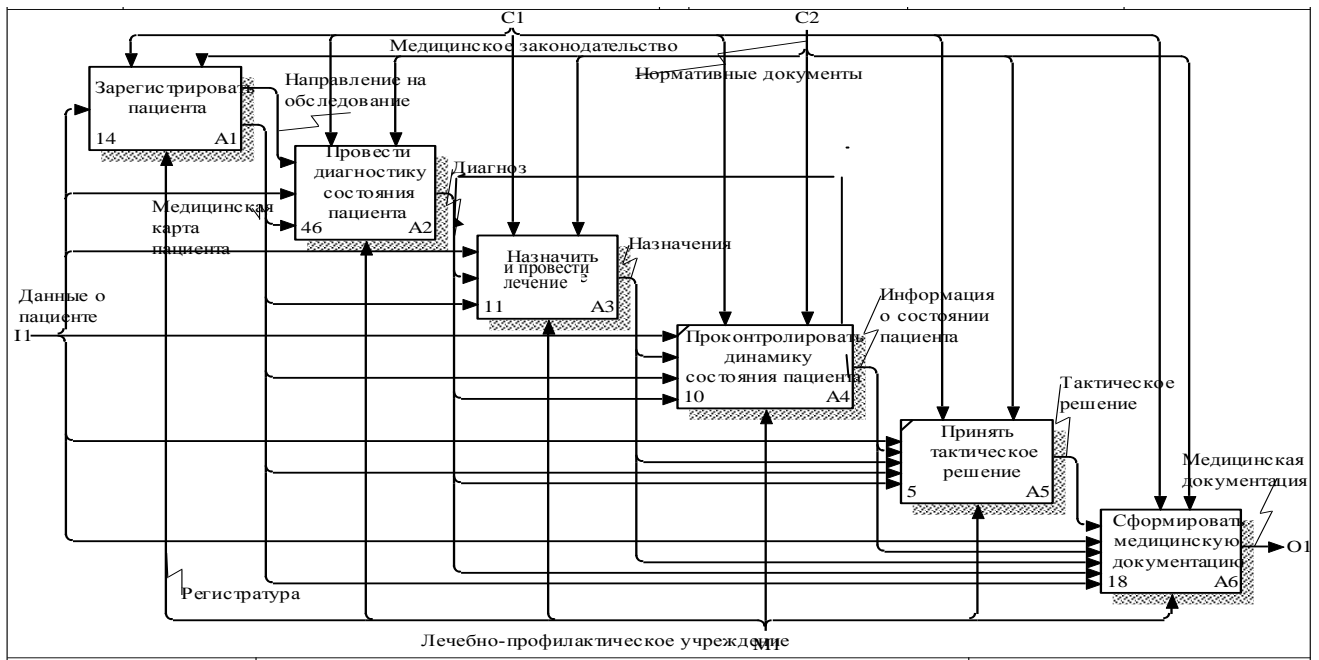 C1
C2
Медицинское законодательство
Нормативные документы
Зарегистрировать
пациента
14
A1
Направление на
обследование
Провести
диагностику
состояния
пациента
46
A2
Диагноз
Медицинская
карта
пациента
Назначить
и провести
лечение
11
A3
Назначения
Данные о
пациенте
I1
Проконтролировать
динамику
состояния пациента
10
A4
Информация
о состоянии
пациента
Принять
тактическое
решение
5
A5
Тактическое
решение
Медицинская
документация
Сформировать
медицинскую
документацию
18
A6
O1
Регистратура
Лечебно-профилактическое учреждение
M1